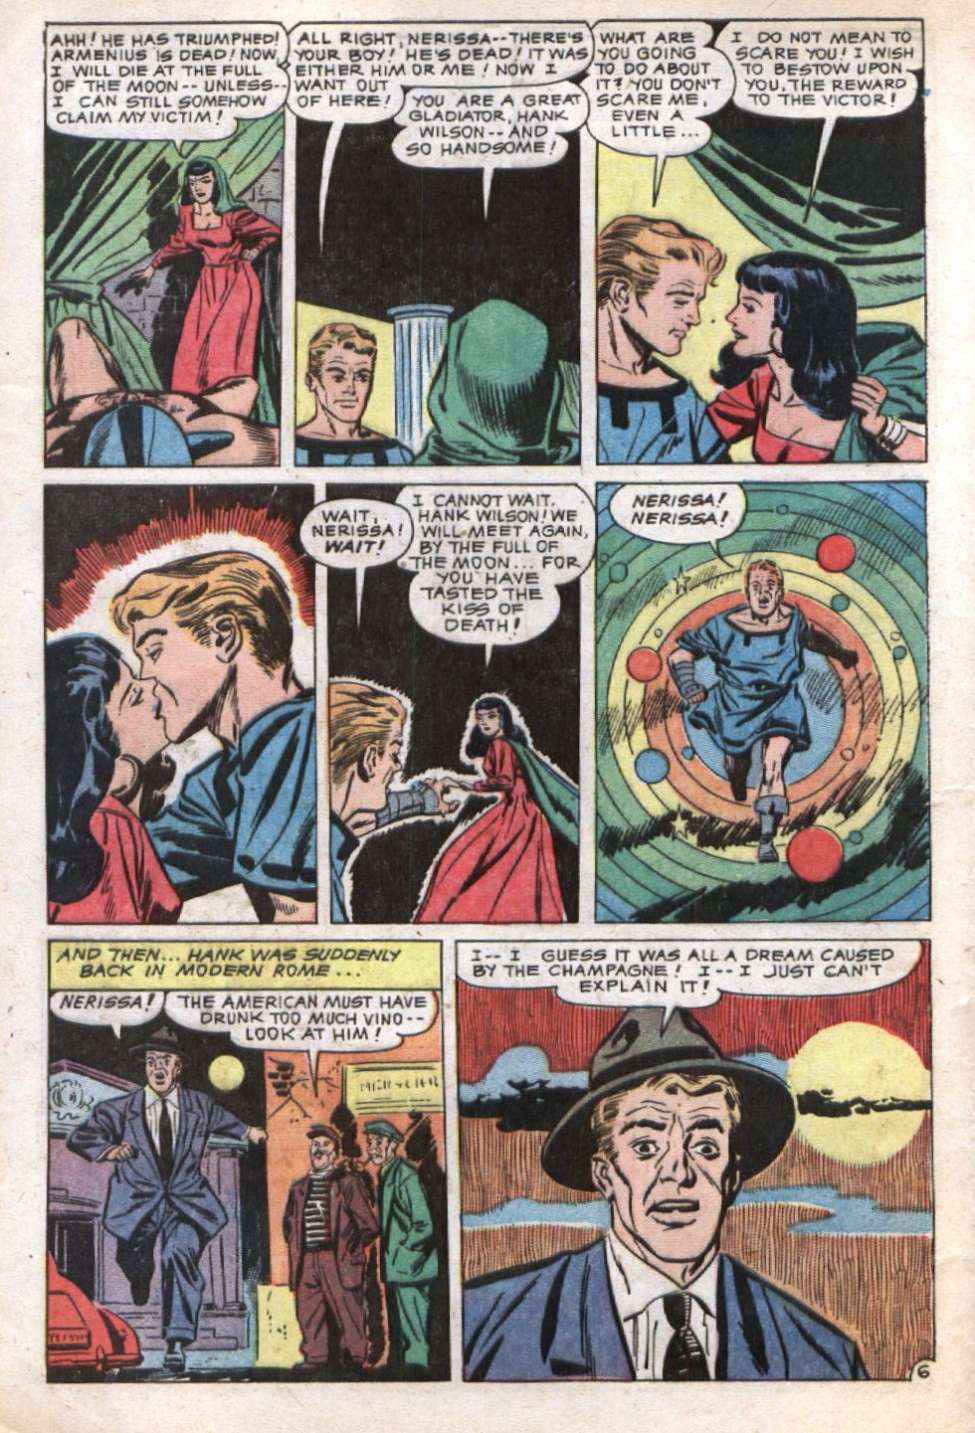 AHH! HE HAS TRIUMPHED!
ARMENIUS IS DEAD! NOW
I WILL DIE AT THE FULL
OF THE MOON -- UNLESS--
I CAN STILL SOMEHOW
CLAIM MY VICTIM!
ALL RIGHT, NERISSA--THERE'S
YOUR BOY! HE'S DEAD! IT WAS
EITHER HIM OR ME! NOW I
WANT OUT
OF HERE!
YOU ARE A GREAT
GLADIATOR, HANK
WILSON-- AND
SO HANDSOME!
WHAT ARE
YOU GOING
TO DO ABOUT
IT? YOU DON'T
SCARE ME,
EVEN A
LITTLE...
I DO NOT MEAN TO
SCARE YOU! I WISH
TO BESTOW UPON
YOU, THE REWARD
TO THE VICTOR!
WAIT,
NERISSA!
WAIT!
I CANNOT WAIT.
HANK WILSON! WE
WILL MEET AGAIN,
BY THE FULL OF
THE MOON... FOR
YOU HAVE
TASTED THE
KISS OF
DEATH!
NERISSA!
NERISSA!
AND THEN... HANK WAS SUDDENLY
BACK IN MODERN ROME...
NERISSA!
THE AMERICAN MUST HAVE
DRUNK TOO MUCH VINO--
LOOK AT HIM!
I-- I GUESS IT WAS ALL A DREAM CAUSED
BY THE CHAMPAGNE! I-- I JUST CAN'T
EXPLAIN IT!
6